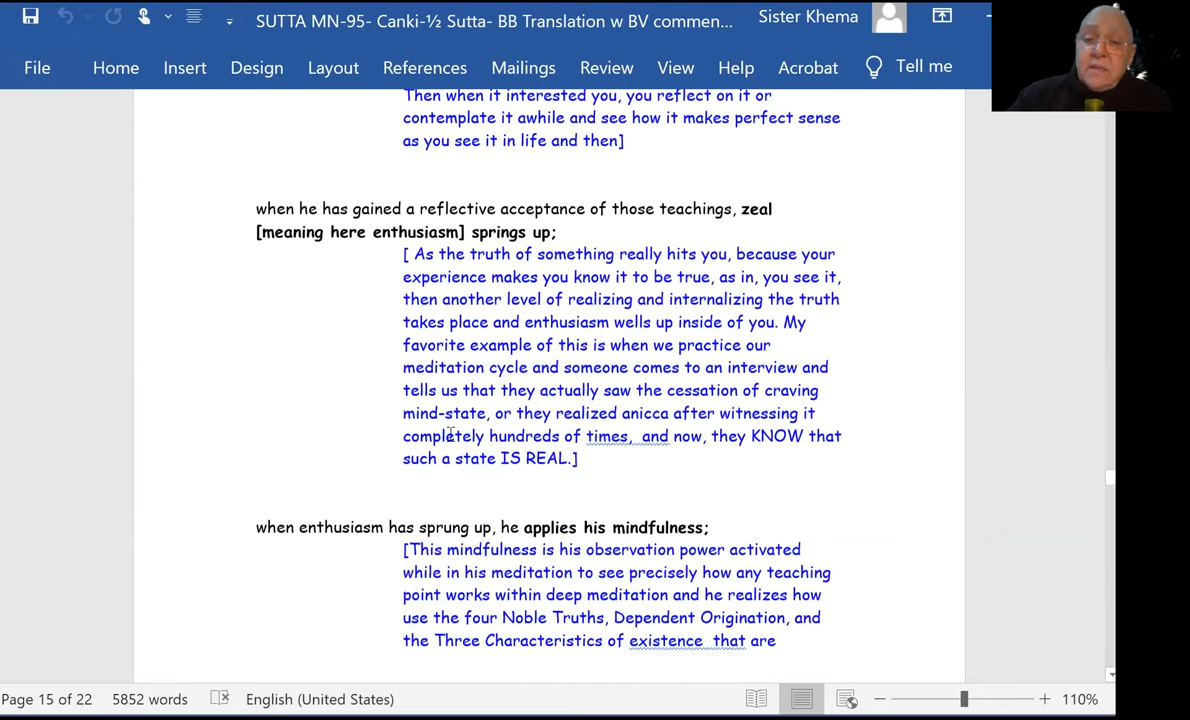 SUTTA MN-95- Canki-½ Sutta- BB Translation w BV commen...
Sister Khema
File Home Insert Design Layout References Mailings Review View Help Acrobat Tell me
Then when it interested you, you reflect on it or
contemplate it awhile and see how it makes perfect sense
as you see it in life and then]
when he has gained a reflective acceptance of those teachings, zeal
[meaning here enthusiasm] springs up;
[ As the truth of something really hits you, because your
experience makes you know it to be true, as in, you see it,
then another level of realizing and internalizing the truth
takes place and enthusiasm wells up inside of you. My
favorite example of this is when we practice our
meditation cycle and someone comes to an interview and
tells us that they actually saw the cessation of craving
mind-state, or they realized anicca after witnessing it
completely hundreds of times, and now, they KNOW that
such a state IS REAL.]
when enthusiasm has sprung up, he applies his mindfulness;
[This mindfulness is his observation power activated
while in his meditation to see precisely how any teaching
point works within deep meditation and he realizes how
use the four Noble Truths, Dependent Origination, and
the Three Characteristics of existence that are
Page 15 of 22 5852 words English (United States) 110%